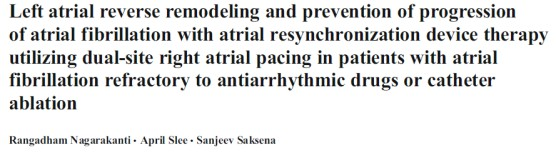 Left atrial reverse remodeling and prevention of progression
of atrial fibrillation with atrial resynchronization device therapy
utilizing dual-site right atrial pacing in patients with atrial
fibrillation refractory to antiarrhythmic drugs or catheter
ablation
Rangadham Nagarakanti · April Slee · Sanjeev Saksena